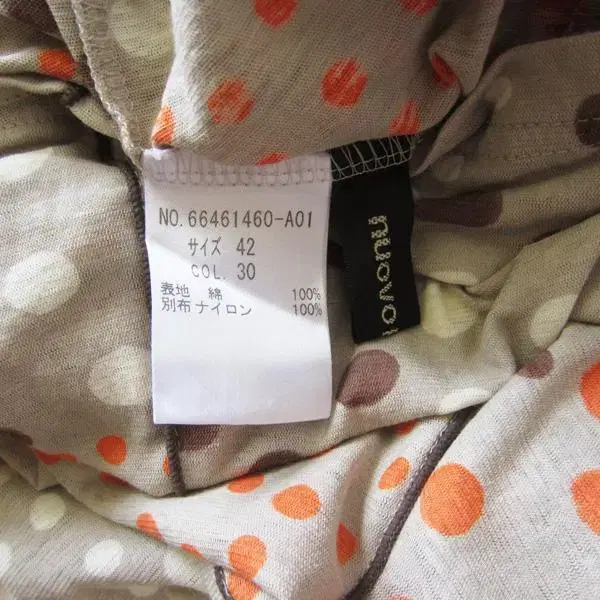 NO.66461460-A01
サイズ 42
COL. 30
表地 綿 100%
別布 ナイロン 100%
nuovo